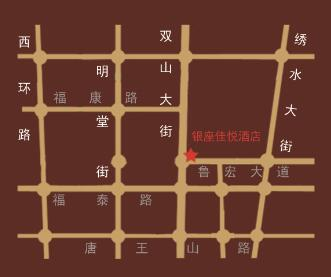 西环路
明堂街
双山大街
绣水大街
福康路
银座佳悦酒店
鲁宏大道
福泰路
唐王山路